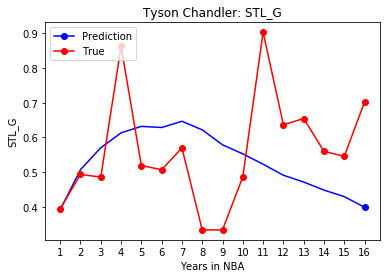 Tyson Chandler: STL_G
Prediction
True
0.9
0.8
0.7
0.6
0.5
0.4
STL_G
1 2 3 4 5 6 7 8 9 10 11 12 13 14 15 16
Years in NBA